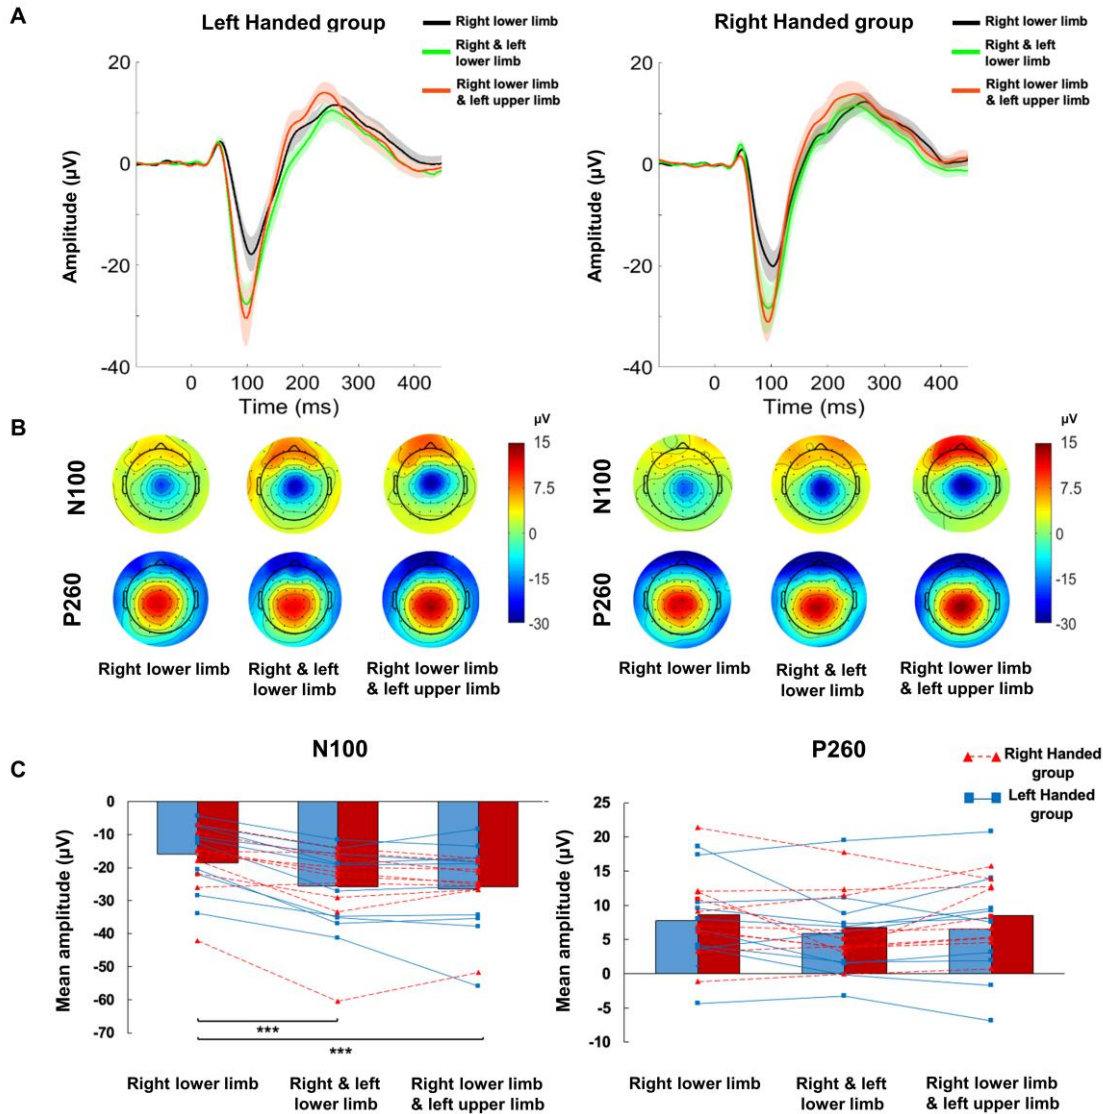 A
Left Handed group
Right lower limb
Right & left
lower limb
Right lower limb
& left upper limb
20
0
-20
-40
Amplitude (µV)
0 100 200 300 400
Time (ms)
Right Handed group
Right lower limb
Right & left
lower limb
Right lower limb
& left upper limb
20
0
-20
-40
Amplitude (µV)
0 100 200 300 400
Time (ms)
B
N100
P260
µV
15
7.5
0
-15
-30
Right lower limb
Right & left
lower limb
Right lower limb
& left upper limb
N100
P260
µV
15
7.5
0
-15
-30
Right lower limb
Right & left
lower limb
Right lower limb
& left upper limb
C
N100
0
-10
-20
-30
-40
-50
-60
-70
Mean amplitude (µV)
***
***
Right lower limb
Right & left
lower limb
Right lower limb
& left upper limb
P260
Right Handed
group
Left Handed
group
25
20
15
10
5
0
-5
-10
Mean amplitude (µV)
Right lower limb
Right & left
lower limb
Right lower limb
& left upper limb